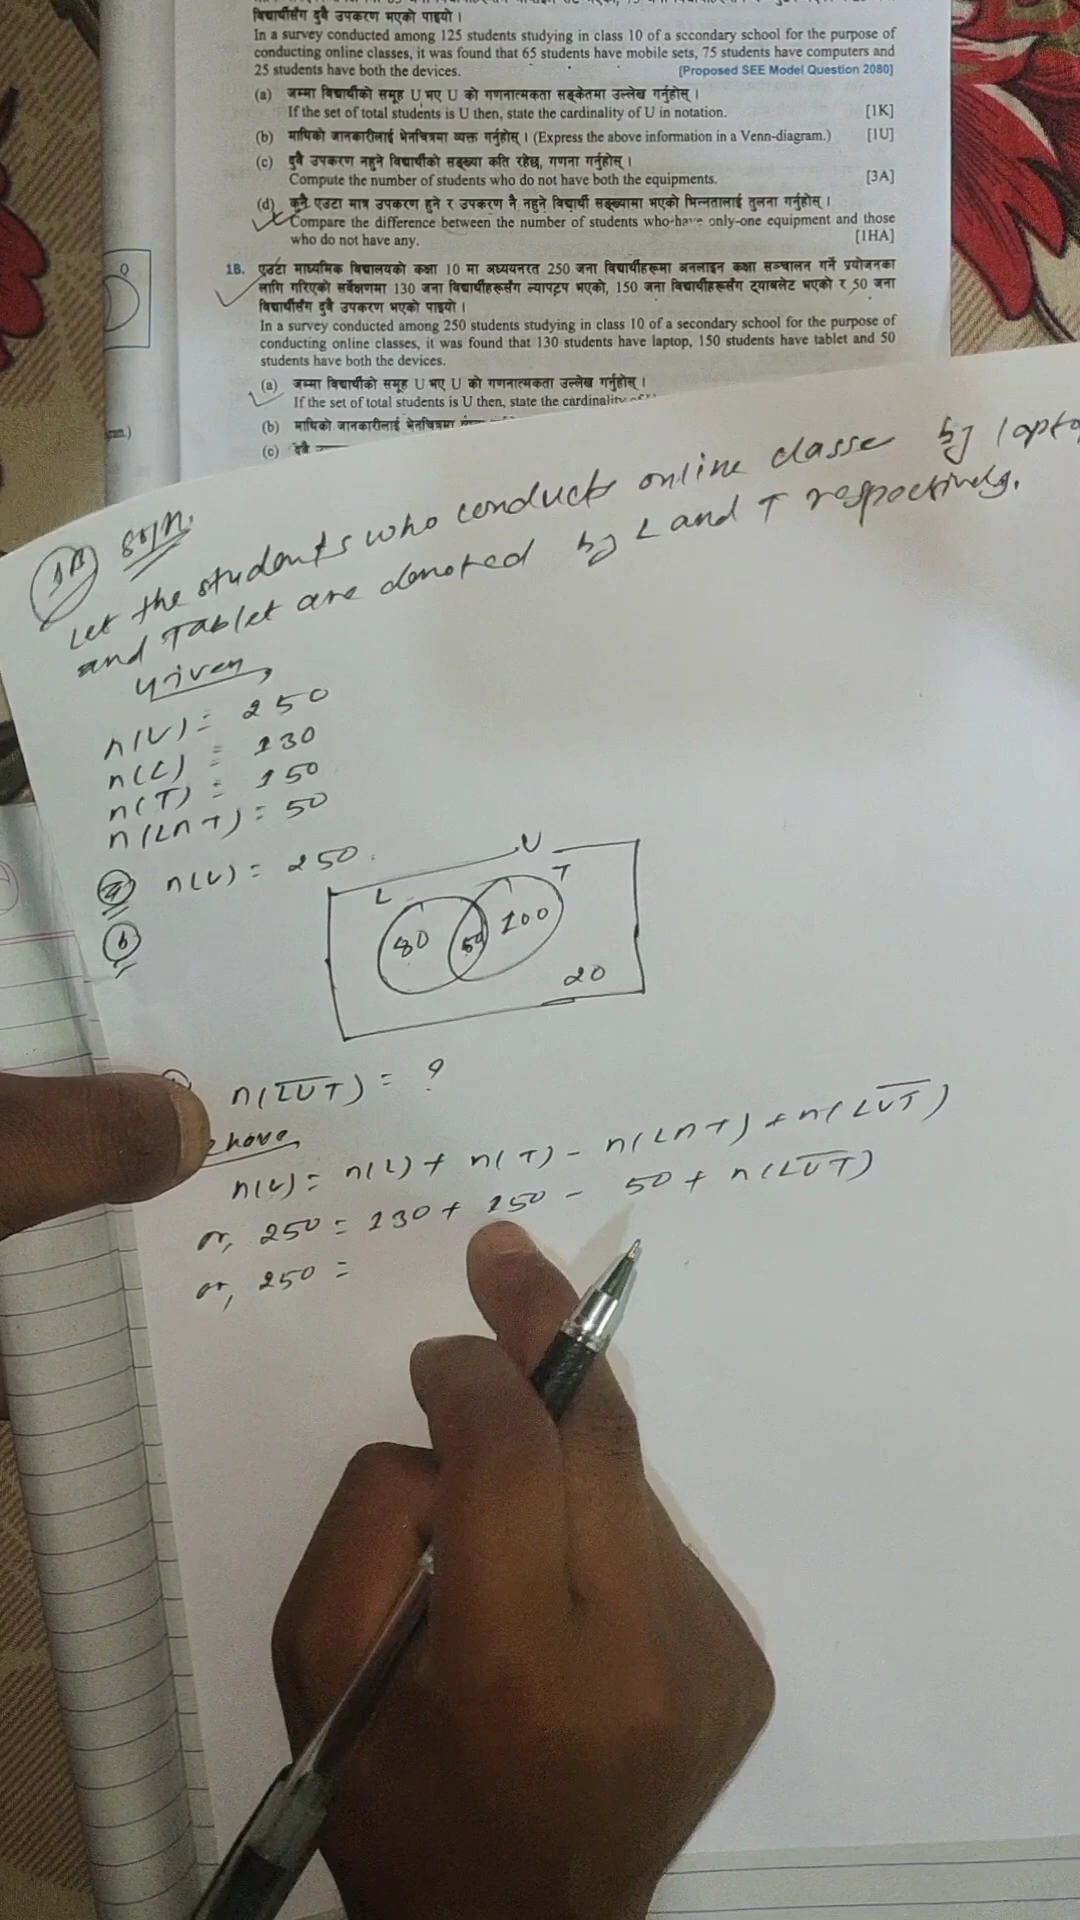 विद्यार्थीसँग दुवै उपकरण भएको पाइयो ।
In a survey conducted among 125 students studying in class 10 of a secondary school for the purpose of
conducting online classes, it was found that 65 students have mobile sets, 75 students have computers and
25 students have both the devices. [Proposed SEE Model Question 2080]
(a) जम्मा विद्यार्थीको समूह U भए U को गणनात्मकता सङ्केतमा उल्लेख गर्नुहोस् ।
If the set of total students is U then, state the cardinality of U in notation. [1K]
(b) माथिको जानकारीलाई भेनचित्रमा व्यक्त गर्नुहोस् । (Express the above information in a Venn-diagram.) [1U]
(c) दुवै उपकरण नहुने विद्यार्थीको सङ्ख्या कति रहेछ, गणना गर्नुहोस् ।
Compute the number of students who do not have both the equipments. [3A]
(d) कुनै एउटा मात्र उपकरण हुने र उपकरण नै नहुने विद्यार्थी सङ्ख्यामा भएको भिन्नतालाई तुलना गर्नुहोस् ।
Compare the difference between the number of students who have only-one equipment and those
who do not have any. [1HA]
18. एउटा माध्यमिक विद्यालयको कक्षा 10 मा अध्ययनरत 250 जना विद्यार्थीहरूमा अनलाइन कक्षा सञ्चालन गर्ने प्रयोजनका
लागि गरिएको सर्वेक्षणमा 130 जना विद्यार्थीहरूसँग ल्यापटप भएको, 150 जना विद्यार्थीहरूसँग ट्याबलेट भएको र 50 जना
विद्यार्थीसँग दुवै उपकरण भएको पाइयो ।
In a survey conducted among 250 students studying in class 10 of a secondary school for the purpose of
conducting online classes, it was found that 130 students have laptop, 150 students have tablet and 50
students have both the devices.
(a) जम्मा विद्यार्थीको समूह U भए U को गणनात्मकता उल्लेख गर्नुहोस् ।
If the set of total students is U then, state the cardinality of
(b) माथिको जानकारीलाई भेनचित्रमा
(c) दुवै
18 soln.
Let the students who conducts online classe by lapto
and Tablet are denoted by L and T respectively.
Given,
n(U) = 250
n(L) = 130
n(T) = 150
n(L∩T) = 50
(a) n(U) = 250.
(b)
U
L T
80 50 100
20
n(L̅U̅T̅) = ?
have,
n(U) = n(L) + n(T) - n(L∩T) + n(L̅U̅T̅)
or, 250 = 130 + 150 - 50 + n(L̅U̅T̅)
or, 250 =